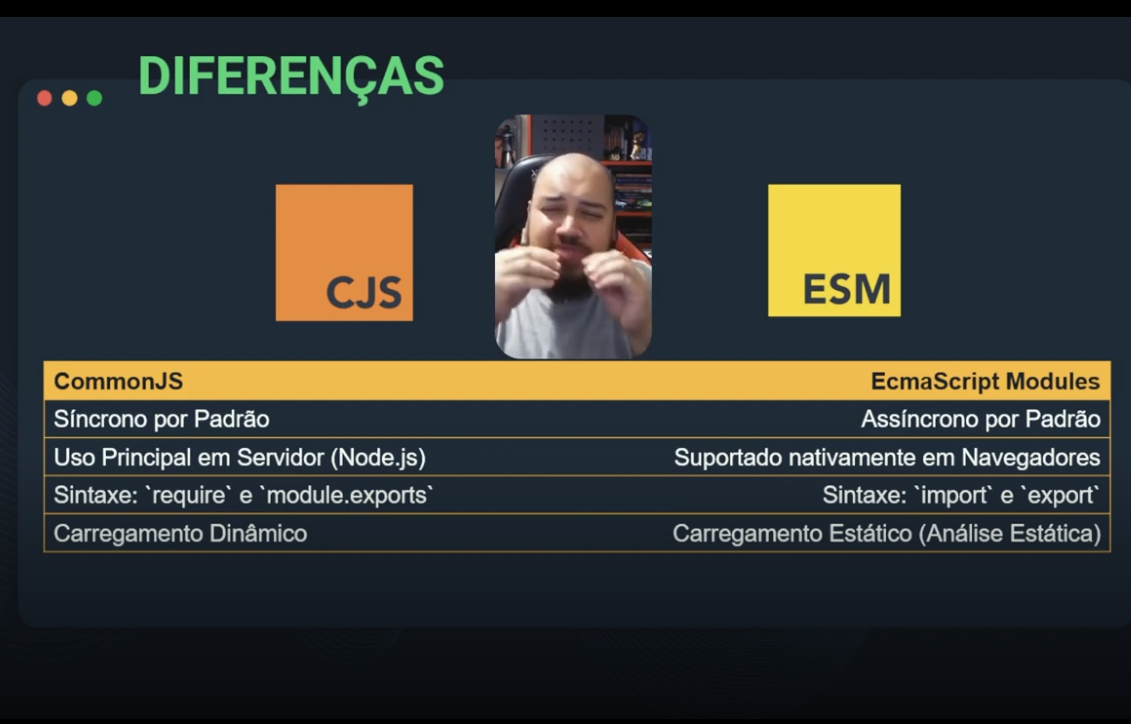 DIFERENÇAS
CJS
ESM
CommonJS EcmaScript Modules
Síncrono por Padrão Assíncrono por Padrão
Uso Principal em Servidor (Node.js) Suportado nativamente em Navegadores
Sintaxe: `require` e `module.exports` Sintaxe: `import` e `export`
Carregamento Dinâmico Carregamento Estático (Análise Estática)